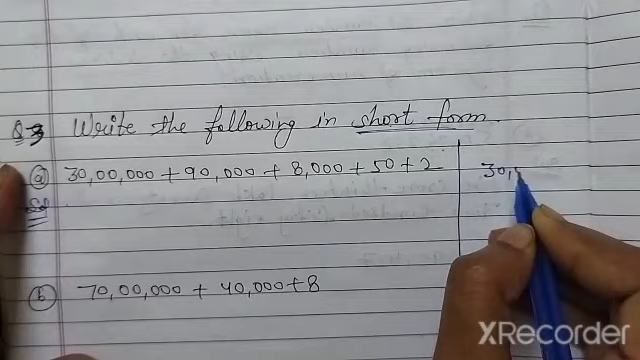 Q3 Write the following in short form.
(a) 30,00,000 + 90,000 + 8,000 + 50 + 2
30,
Sol.
(b) 70,00,000 + 40,000 + 8
XRecorder